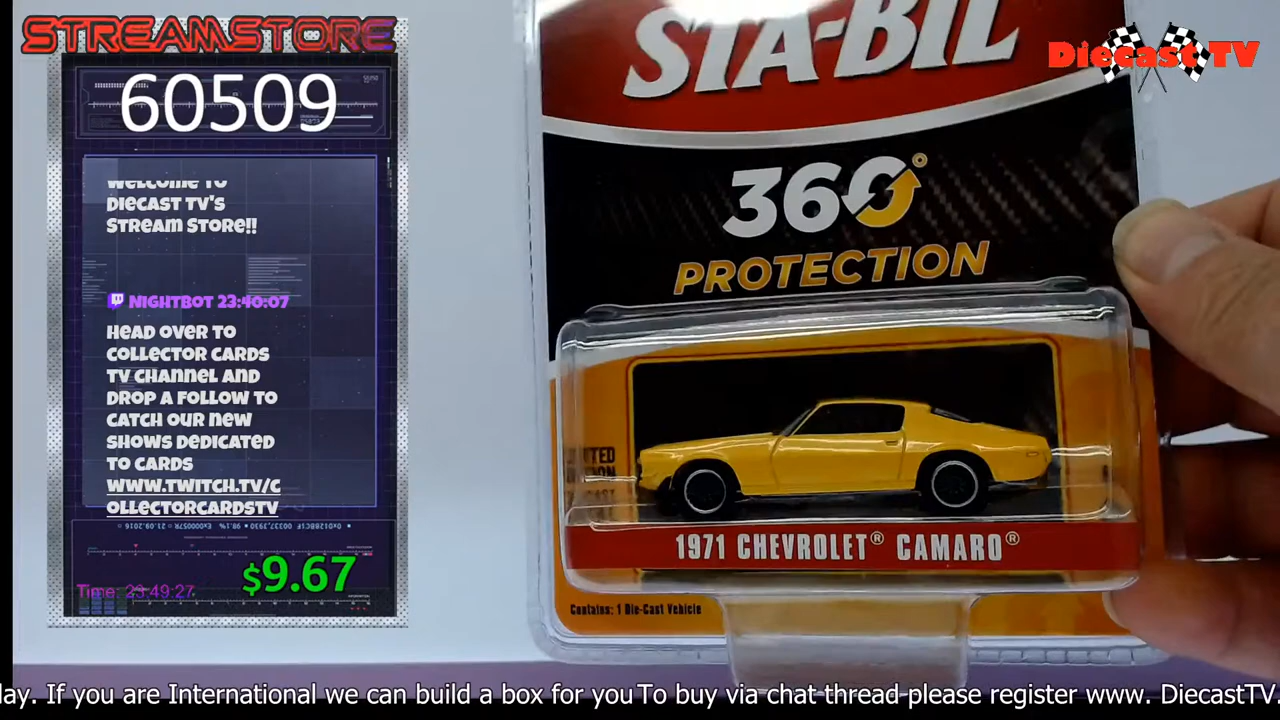 STREAMSTORE
60509
WELCOME TO
DIECAST TV'S
STREAM STORE!!
NIGHTBOT 23:40:07
HEAD OVER TO
COLLECTOR CARDS
TV CHANNEL AND
DROP A FOLLOW TO
CATCH OUR NEW
SHOWS DEDICATED
TO CARDS
WWW.TWITCH.TV/C
OLLECTORCARDSTV
$9.67
Time: 23:49:27
STA-BIL
360°
PROTECTION
1971 CHEVROLET® CAMARO®
Contains: 1 Die-Cast Vehicle
Diecast TV
If you are International we can build a box for you To buy via chat thread please register www. DiecastTV.